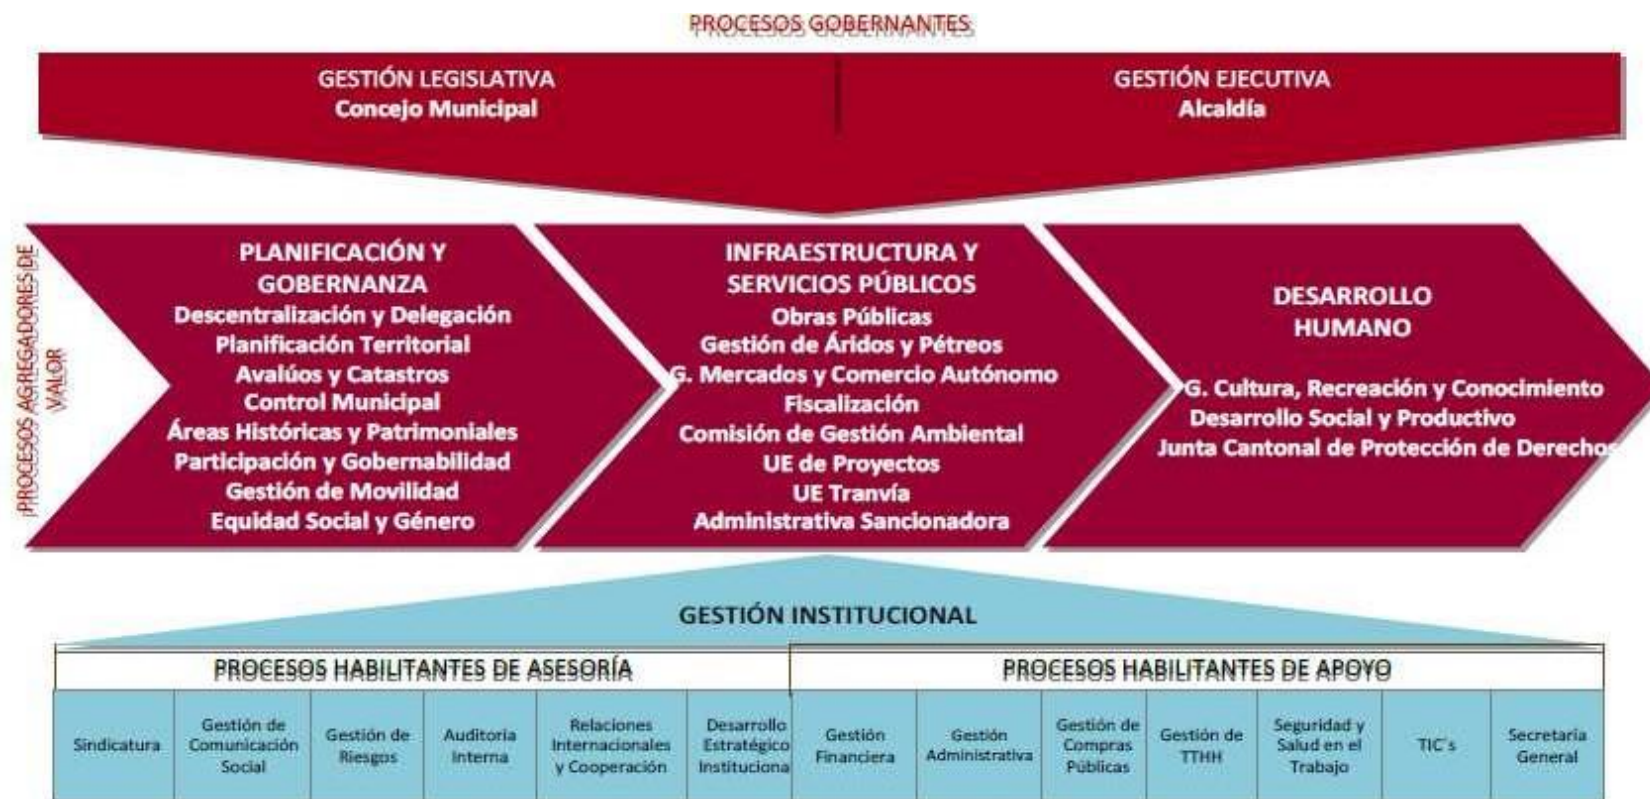 PROCESOS GOBERNANTES
GESTIÓN LEGISLATIVA
Concejo Municipal
GESTIÓN EJECUTIVA
Alcaldía
PROCESOS AGREGADORES DE
VALOR
PLANIFICACIÓN Y
GOBERNANZA
Descentralización y Delegación
Planificación Territorial
Avalúos y Catastros
Control Municipal
Áreas Históricas y Patrimoniales
Participación y Gobernabilidad
Gestión de Movilidad
Equidad Social y Género
INFRAESTRUCTURA Y
SERVICIOS PÚBLICOS
Obras Públicas
Gestión de Áridos y Pétreos
G. Mercados y Comercio Autónomo
Fiscalización
Comisión de Gestión Ambiental
UE de Proyectos
UE Tranvía
Administrativa Sancionadora
DESARROLLO
HUMANO
G. Cultura, Recreación y Conocimiento
Desarrollo Social y Productivo
Junta Cantonal de Protección de Derechos
GESTIÓN INSTITUCIONAL
PROCESOS HABILITANTES DE ASESORÍA
PROCESOS HABILITANTES DE APOYO
Sindicatura
Gestión de
Comunicación
Social
Gestión de
Riesgos
Auditoria
Interna
Relaciones
Internacionales
y Cooperación
Desarrollo
Estratégico
Instituciona
Gestión
Financiera
Gestión
Administrativa
Gestión de
Compras
Públicas
Gestión de
TTHH
Seguridad y
Salud en el
Trabajo
TIC's
Secretaria
General